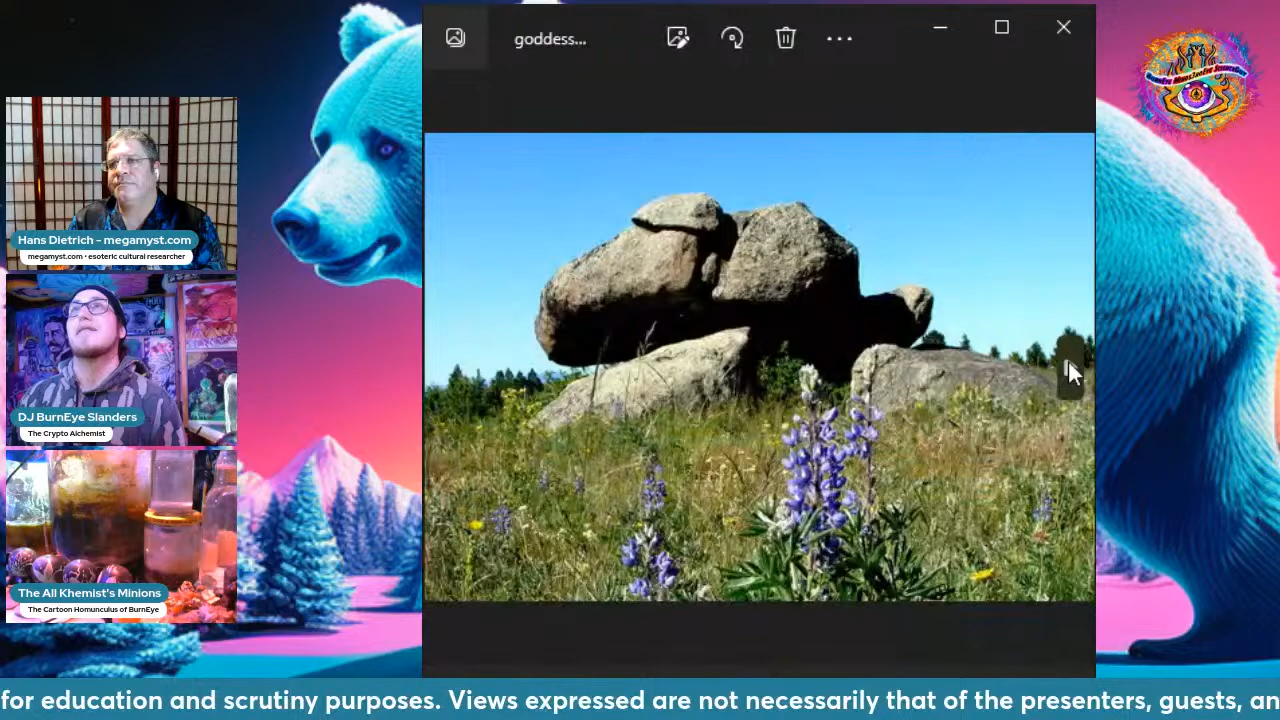 goddess...
Hans Dietrich - megamyst.com
megamyst.com • esoteric cultural researcher
DJ BurnEye Slanders
The Crypto Alchemist
The All Khemist's Minions
The Cartoon Homunculus of BurnEye
for education and scrutiny purposes. Views expressed are not necessarily that of the presenters, guests, an